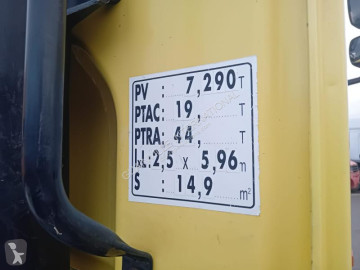 PV : 7,290 T
PTAC: 19, T
PTRA: 44, T
L.l.:2,5 x 5,96 m
S : 14,9 m²